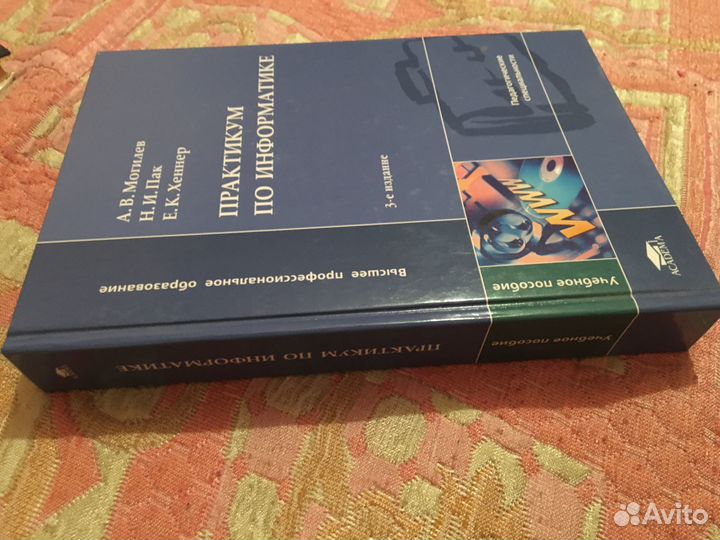 А. В. Могилев
Н. И. Пак
Е. К. Хеннер
ПРАКТИКУМ
ПО ИНФОРМАТИКЕ
3-е издание
Педагогические
специальности
Высшее профессиональное образование
Учебное пособие
ACADEMA
ПРАКТИКУМ ПО ИНФОРМАТИКЕ
Учебное пособие
Avito